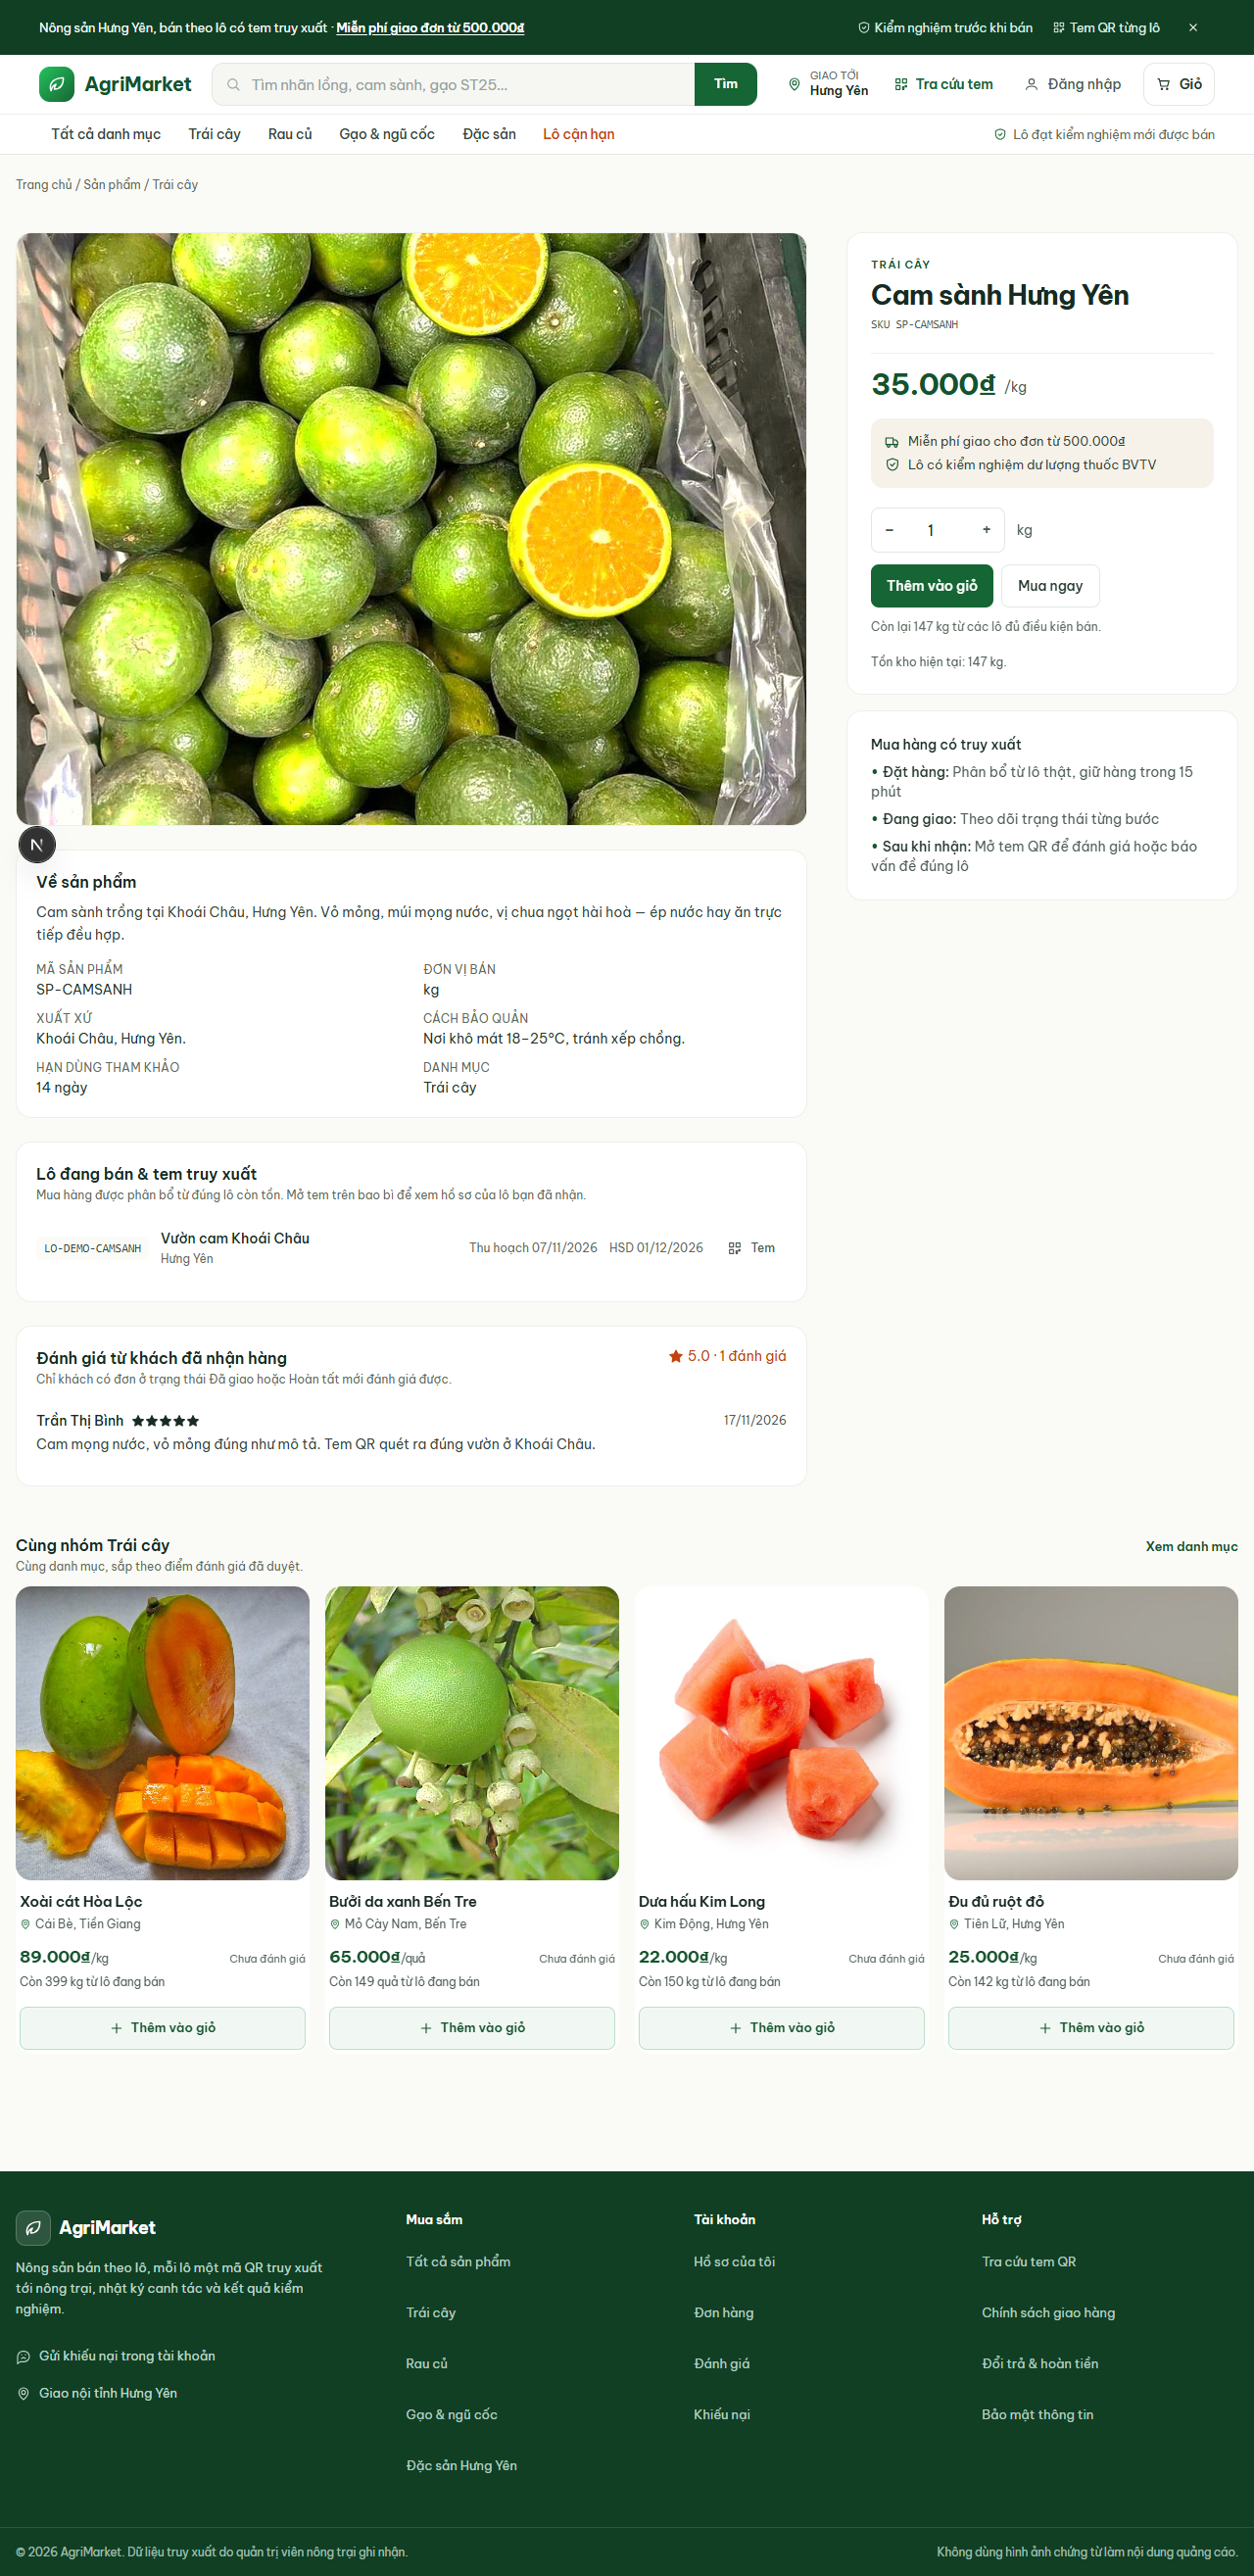 Nông sản Hưng Yên, bán theo lô có tem truy xuất · Miễn phí giao đơn từ 500.000₫
Kiểm nghiệm trước khi bán
Tem QR từng lô
AgriMarket
Tìm nhãn lồng, cam sành, gạo ST25...
Tìm
GIAO TỚI
Hưng Yên
Tra cứu tem
Đăng nhập
Giỏ
Tất cả danh mục
Trái cây
Rau củ
Gạo & ngũ cốc
Đặc sản
Lô cận hạn
Lô đạt kiểm nghiệm mới được bán
Trang chủ / Sản phẩm / Trái cây
TRÁI CÂY
Cam sành Hưng Yên
SKU SP-CAMSANH
35.000₫ /kg
Miễn phí giao cho đơn từ 500.000₫
Lô có kiểm nghiệm dư lượng thuốc BVTV
− 1 + kg
Thêm vào giỏ
Mua ngay
Còn lại 147 kg từ các lô đủ điều kiện bán.
Tồn kho hiện tại: 147 kg.
Mua hàng có truy xuất
• Đặt hàng: Phân bổ từ lô thật, giữ hàng trong 15
phút
• Đang giao: Theo dõi trạng thái từng bước
• Sau khi nhận: Mở tem QR để đánh giá hoặc báo
vấn đề đúng lô
N
Về sản phẩm
Cam sành trồng tại Khoái Châu, Hưng Yên. Vỏ mỏng, múi mọng nước, vị chua ngọt hài hoà — ép nước hay ăn trực
tiếp đều hợp.
MÃ SẢN PHẨM
SP-CAMSANH
ĐƠN VỊ BÁN
kg
XUẤT XỨ
Khoái Châu, Hưng Yên.
CÁCH BẢO QUẢN
Nơi khô mát 18–25°C, tránh xếp chồng.
HẠN DÙNG THAM KHẢO
14 ngày
DANH MỤC
Trái cây
Lô đang bán & tem truy xuất
Mua hàng được phân bổ từ đúng lô còn tồn. Mở tem trên bao bì để xem hồ sơ của lô bạn đã nhận.
LO-DEMO-CAMSANH
Vườn cam Khoái Châu
Hưng Yên
Thu hoạch 07/11/2026
HSD 01/12/2026
Tem
Đánh giá từ khách đã nhận hàng
5.0 · 1 đánh giá
Chỉ khách có đơn ở trạng thái Đã giao hoặc Hoàn tất mới đánh giá được.
Trần Thị Bình ★★★★★
17/11/2026
Cam mọng nước, vỏ mỏng đúng như mô tả. Tem QR quét ra đúng vườn ở Khoái Châu.
Cùng nhóm Trái cây
Xem danh mục
Cùng danh mục, sắp theo điểm đánh giá đã duyệt.
Xoài cát Hòa Lộc
Cái Bè, Tiền Giang
89.000₫/kg
Chưa đánh giá
Còn 399 kg từ lô đang bán
Thêm vào giỏ
Bưởi da xanh Bến Tre
Mỏ Cày Nam, Bến Tre
65.000₫/quả
Chưa đánh giá
Còn 149 quả từ lô đang bán
Thêm vào giỏ
Dưa hấu Kim Long
Kim Động, Hưng Yên
22.000₫/kg
Chưa đánh giá
Còn 150 kg từ lô đang bán
Thêm vào giỏ
Đu đủ ruột đỏ
Tiên Lữ, Hưng Yên
25.000₫/kg
Chưa đánh giá
Còn 142 kg từ lô đang bán
Thêm vào giỏ
AgriMarket
Nông sản bán theo lô, mỗi lô một mã QR truy xuất
tới nông trại, nhật ký canh tác và kết quả kiểm
nghiệm.
Gửi khiếu nại trong tài khoản
Giao nội tỉnh Hưng Yên
Mua sắm
Tất cả sản phẩm
Trái cây
Rau củ
Gạo & ngũ cốc
Đặc sản Hưng Yên
Tài khoản
Hồ sơ của tôi
Đơn hàng
Đánh giá
Khiếu nại
Hỗ trợ
Tra cứu tem QR
Chính sách giao hàng
Đổi trả & hoàn tiền
Bảo mật thông tin
© 2026 AgriMarket. Dữ liệu truy xuất do quản trị viên nông trại ghi nhận.
Không dùng hình ảnh chứng từ làm nội dung quảng cáo.